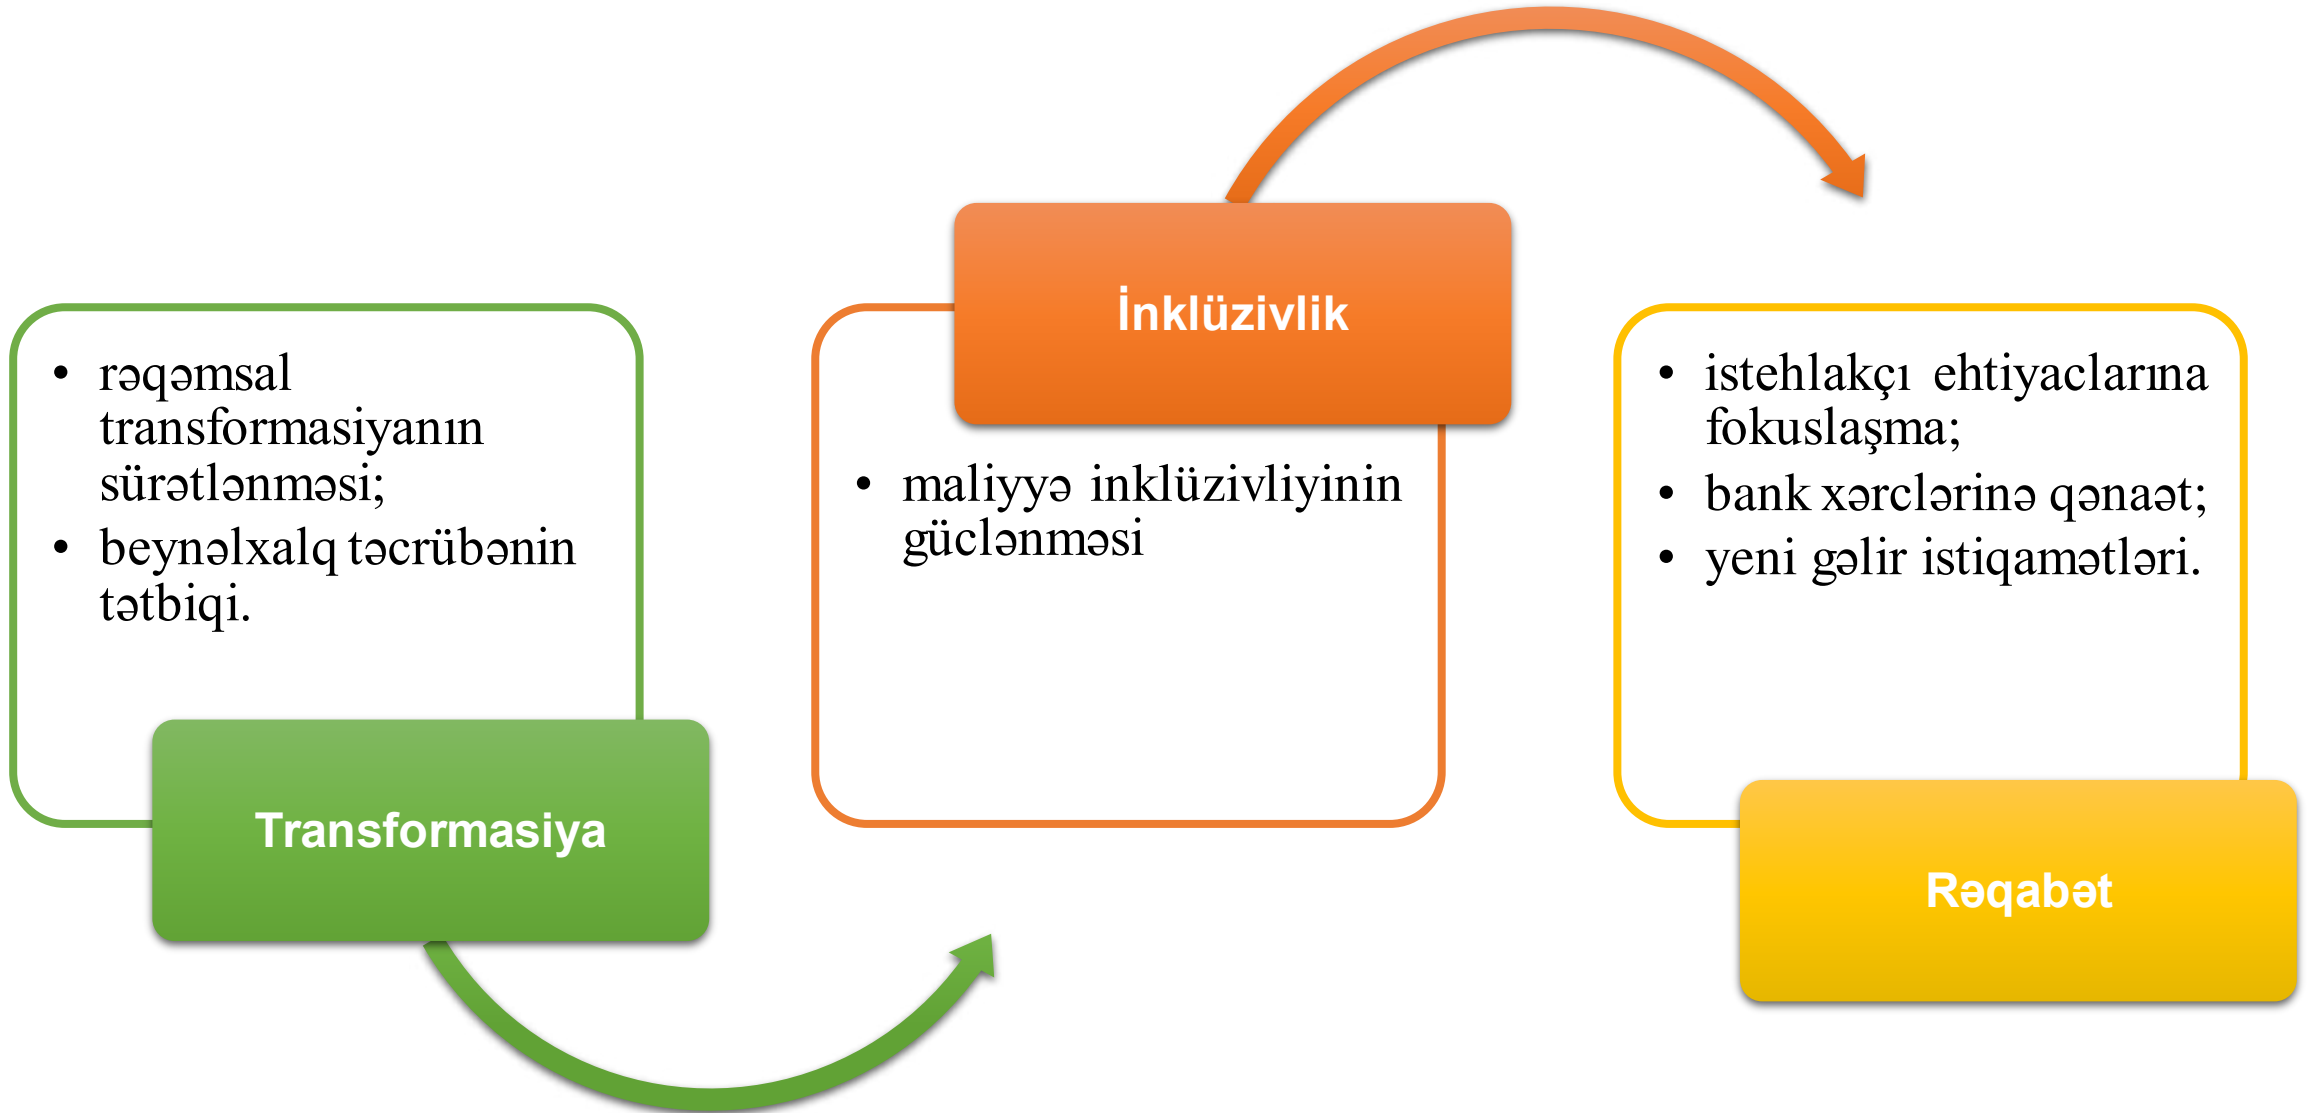 • rəqəmsal
transformasiyanın
sürətlənməsi;
• beynəlxalq təcrübənin
tətbiqi.
Transformasiya
İnklüzivlik
• maliyyə inklüzivliyinin
güclənməsi
• istehlakçı ehtiyaclarına
fokuslaşma;
• bank xərclərinə qənaət;
• yeni gəlir istiqamətləri.
Rəqabət